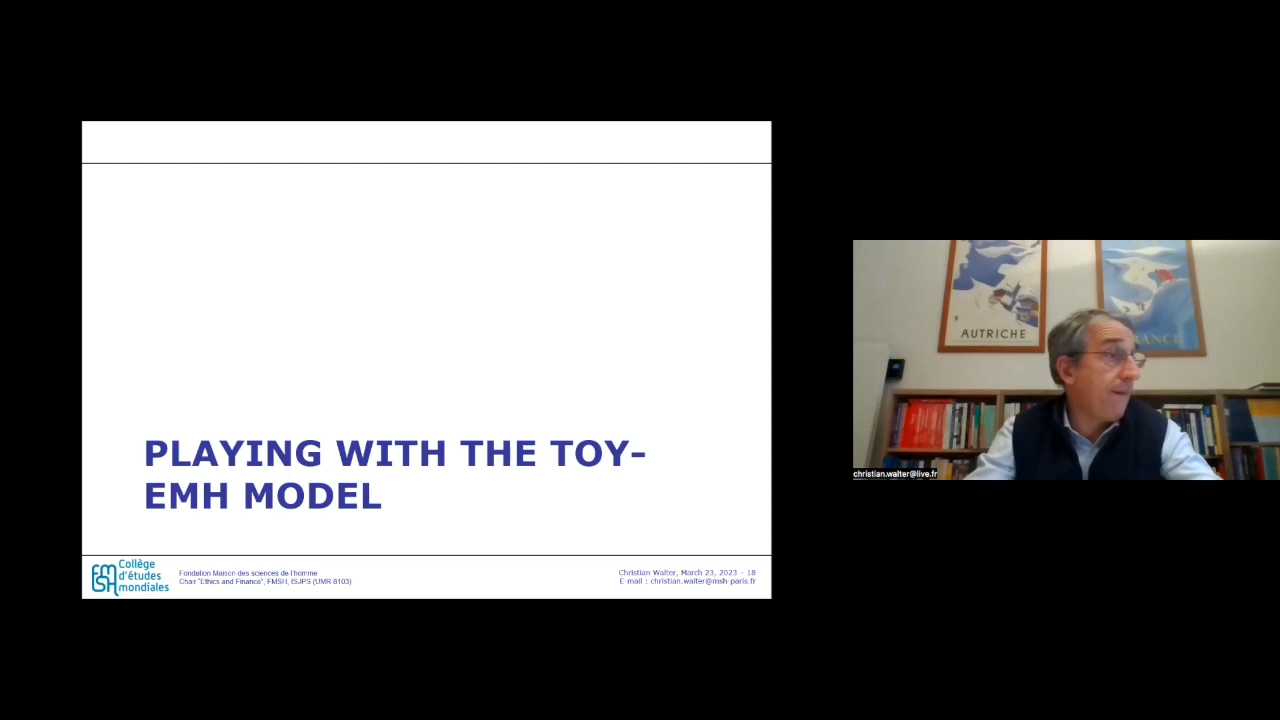 PLAYING WITH THE TOY-
EMH MODEL
FMSH
Collège
d'études
mondiales
Fondation Maison des sciences de l'homme
Chair "Ethics and Finance", FMSH, ISJPS (UMR 8103)
Christian Walter, March 23, 2023 – 18
E-mail : christian.walter@msh-paris.fr
AUTRICHE
christian.walter@live.fr